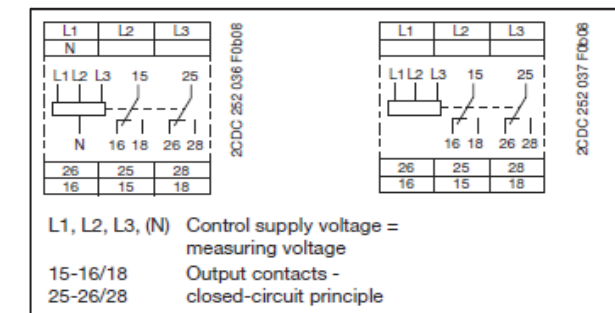 L1 L2 L3
N
L1 L2 L3 15 25
N 16 18 26 28
26 25 28
16 15 18
2CDC 252 036 F0b08
L1 L2 L3
L1 L2 L3 15 25
16 18 26 28
26 25 28
16 15 18
2CDC 252 037 F0b08
L1, L2, L3, (N) Control supply voltage =
measuring voltage
15-16/18 Output contacts -
25-26/28 closed-circuit principle